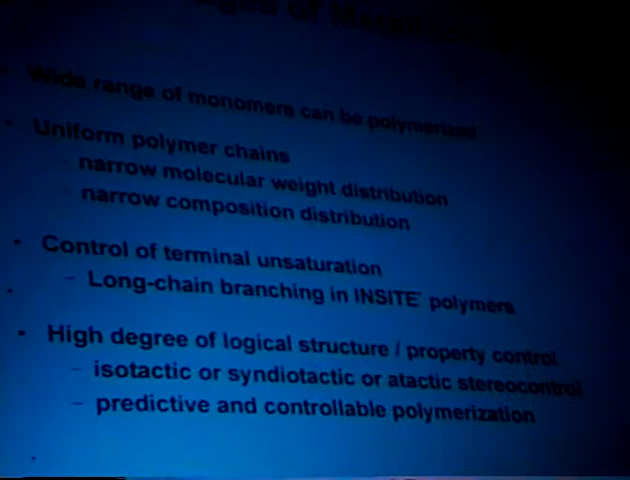 of
Wide range of monomers can be polymerized
Uniform polymer chains
narrow molecular weight distribution
– narrow composition distribution
• Control of terminal unsaturation
– Long-chain branching in INSITE polymers
• High degree of logical structure / property control
– isotactic or syndiotactic or atactic stereocontrol
– predictive and controllable polymerization